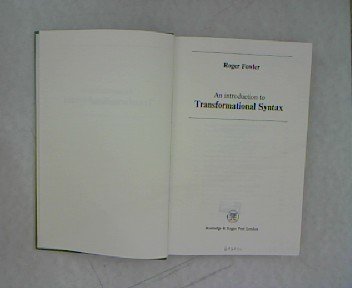 Roger Fowler
An introduction to
Transformational Syntax
Routledge & Kegan Paul London